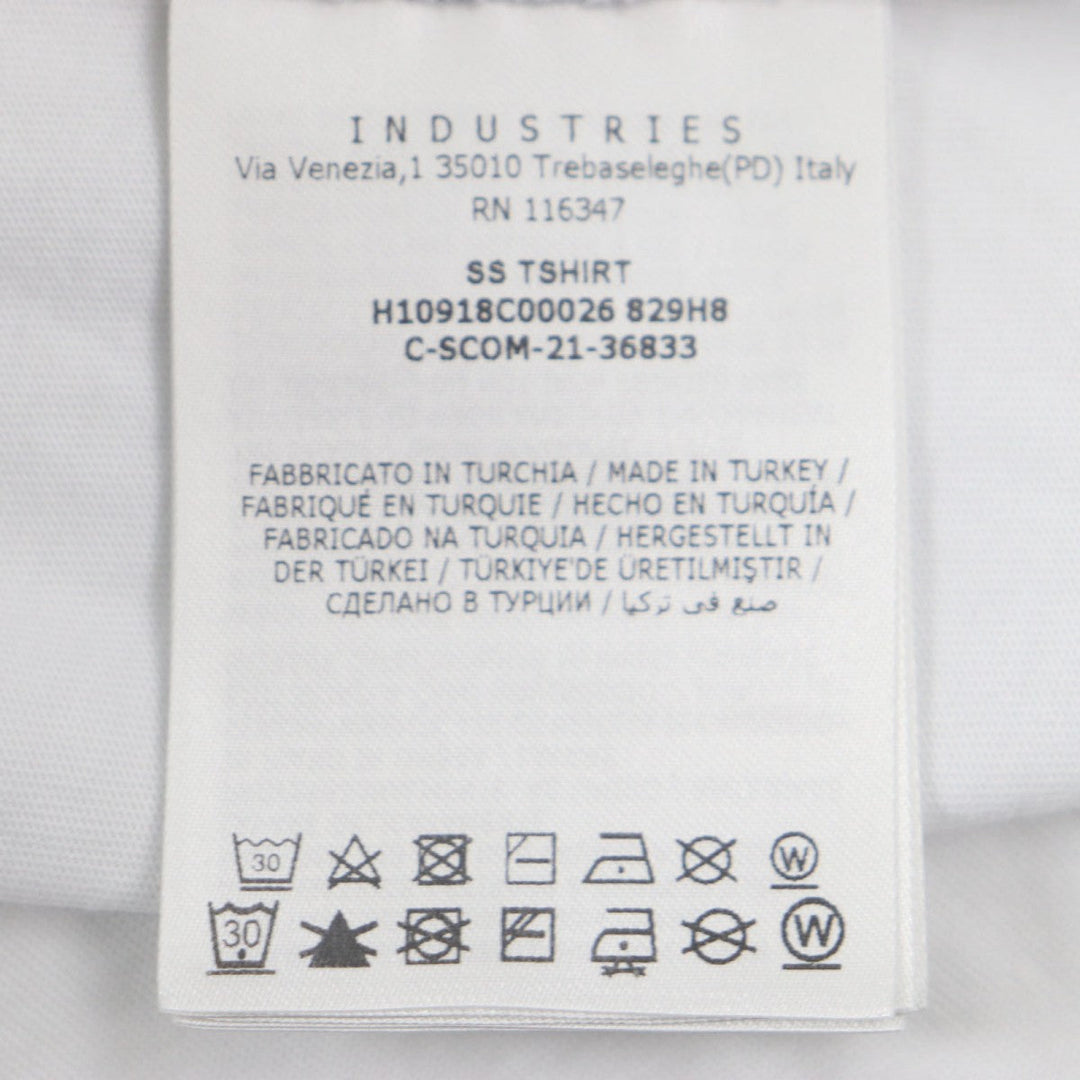 INDUSTRIES
Via Venezia,1 35010 Trebaseleghe(PD) Italy
RN 116347
SS TSHIRT
H10918C00026 829H8
C-SCOM-21-36833
FABBRICATO IN TURCHIA / MADE IN TURKEY /
FABRIQUÉ EN TURQUIE / HECHO EN TURQUÍA /
FABRICADO NA TURQUIA / HERGESTELLT IN
DER TÜRKEI / TÜRKIYE'DE ÜRETILMIŞTIR /
СДЕЛАНО В ТУРЦИИ / صنع في تركيا
30 W
30 W